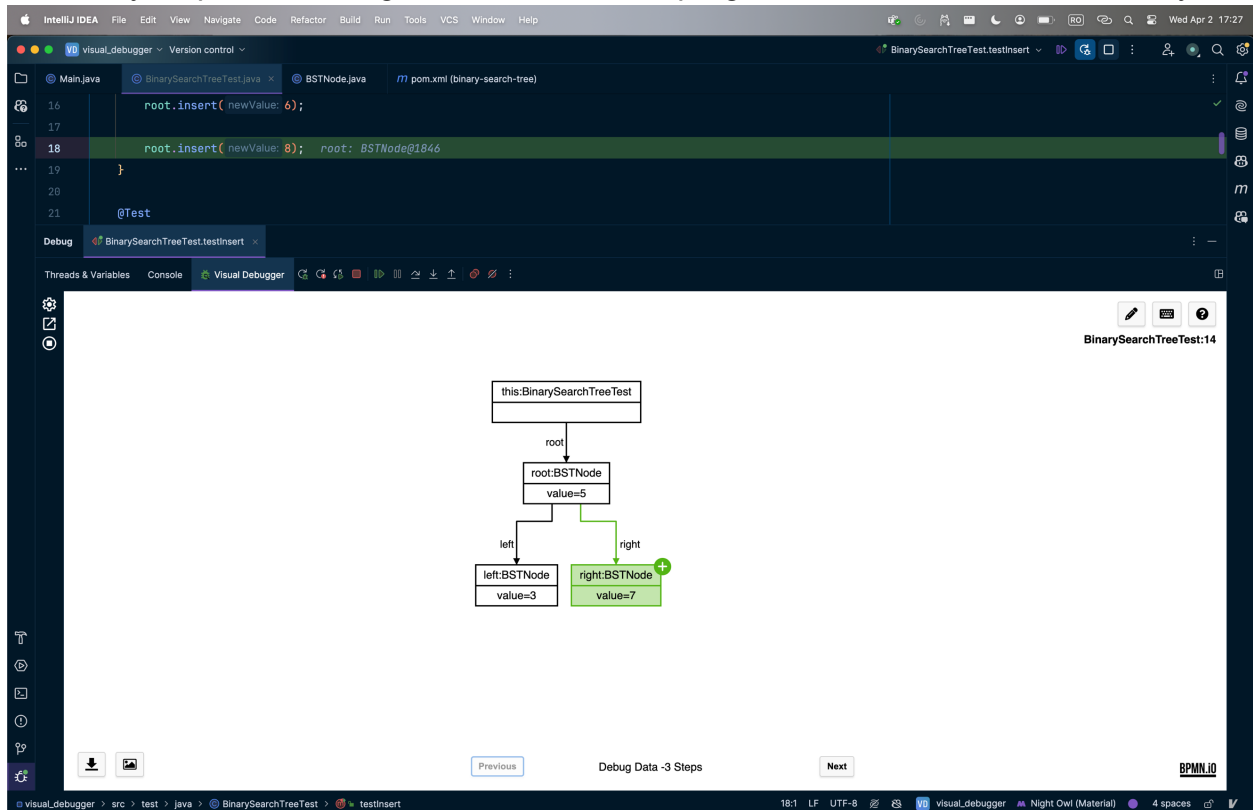 IntelliJ IDEA File Edit View Navigate Code Refactor Build Run Tools VCS Window Help RO Wed Apr 2 17:27
VD visual_debugger Version control BinarySearchTreeTest.testInsert
Main.java BinarySearchTreeTest.java BSTNode.java pom.xml (binary-search-tree)
16 root.insert( newValue: 6);
17
18 root.insert( newValue: 8); root: BSTNode@1846
19 }
20
21 @Test
Debug BinarySearchTreeTest.testInsert
Threads & Variables Console Visual Debugger
BinarySearchTreeTest:14
this:BinarySearchTreeTest
root
root:BSTNode
value=5
left right
left:BSTNode right:BSTNode
value=3 value=7
Previous Debug Data -3 Steps Next BPMN.iO
visual_debugger > src > test > java > BinarySearchTreeTest > testInsert 18:1 LF UTF-8 VD visual_debugger Night Owl (Material) 4 spaces